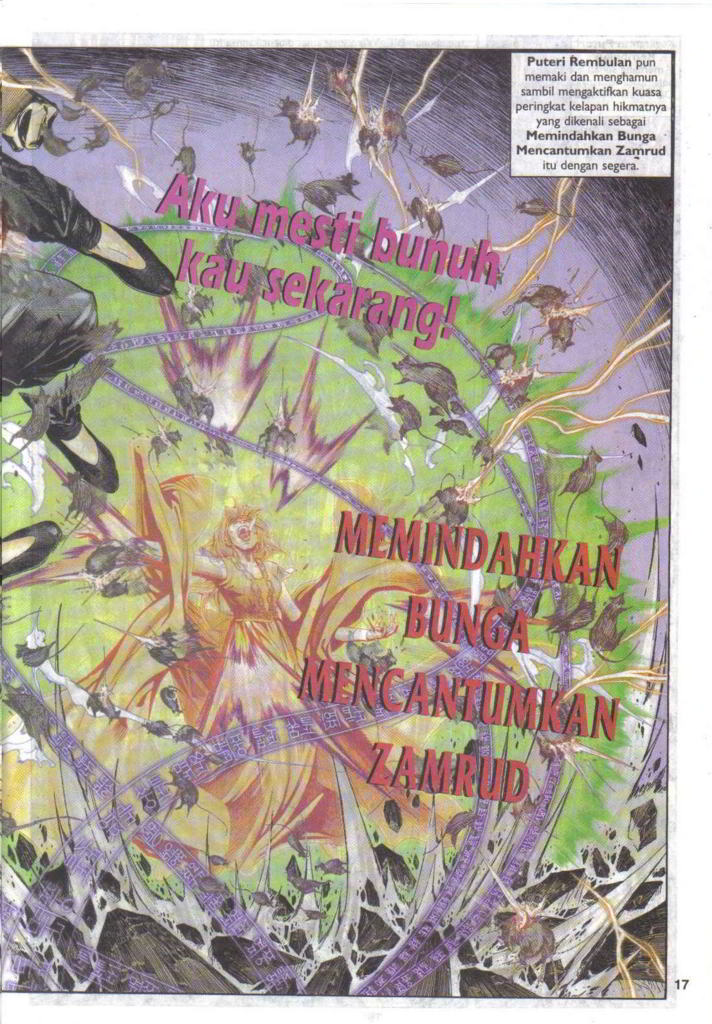 Puteri Rembulan pun
memaki dan menghamun
sambil mengaktifkan kuasa
peringkat kelapan hikmatnya
yang dikenali sebagai
Memindahkan Bunga
Mencantumkan Zamrud
itu dengan segera.
Aku mesti bunuh
kau sekarang!
MEMINDAHKAN
BUNGA
MENCANTUMKAN
ZAMRUD
17